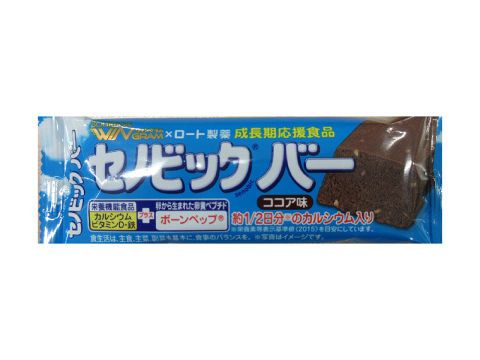 BOURBON WINGRAM×ロート製薬 成長期応援食品
セノビック®バー
セノビックバー
ココア味
栄養機能食品
カルシウム
ビタミンD・鉄
プラス
卵から生まれた卵黄ペプチド
ボーンペップ®
約1/2日分※のカルシウム入り
※栄養素等表示基準値(2015)を目安にしています。
食生活は、主食、主菜、副菜を基本に、食事のバランスを。※写真はイメージです。